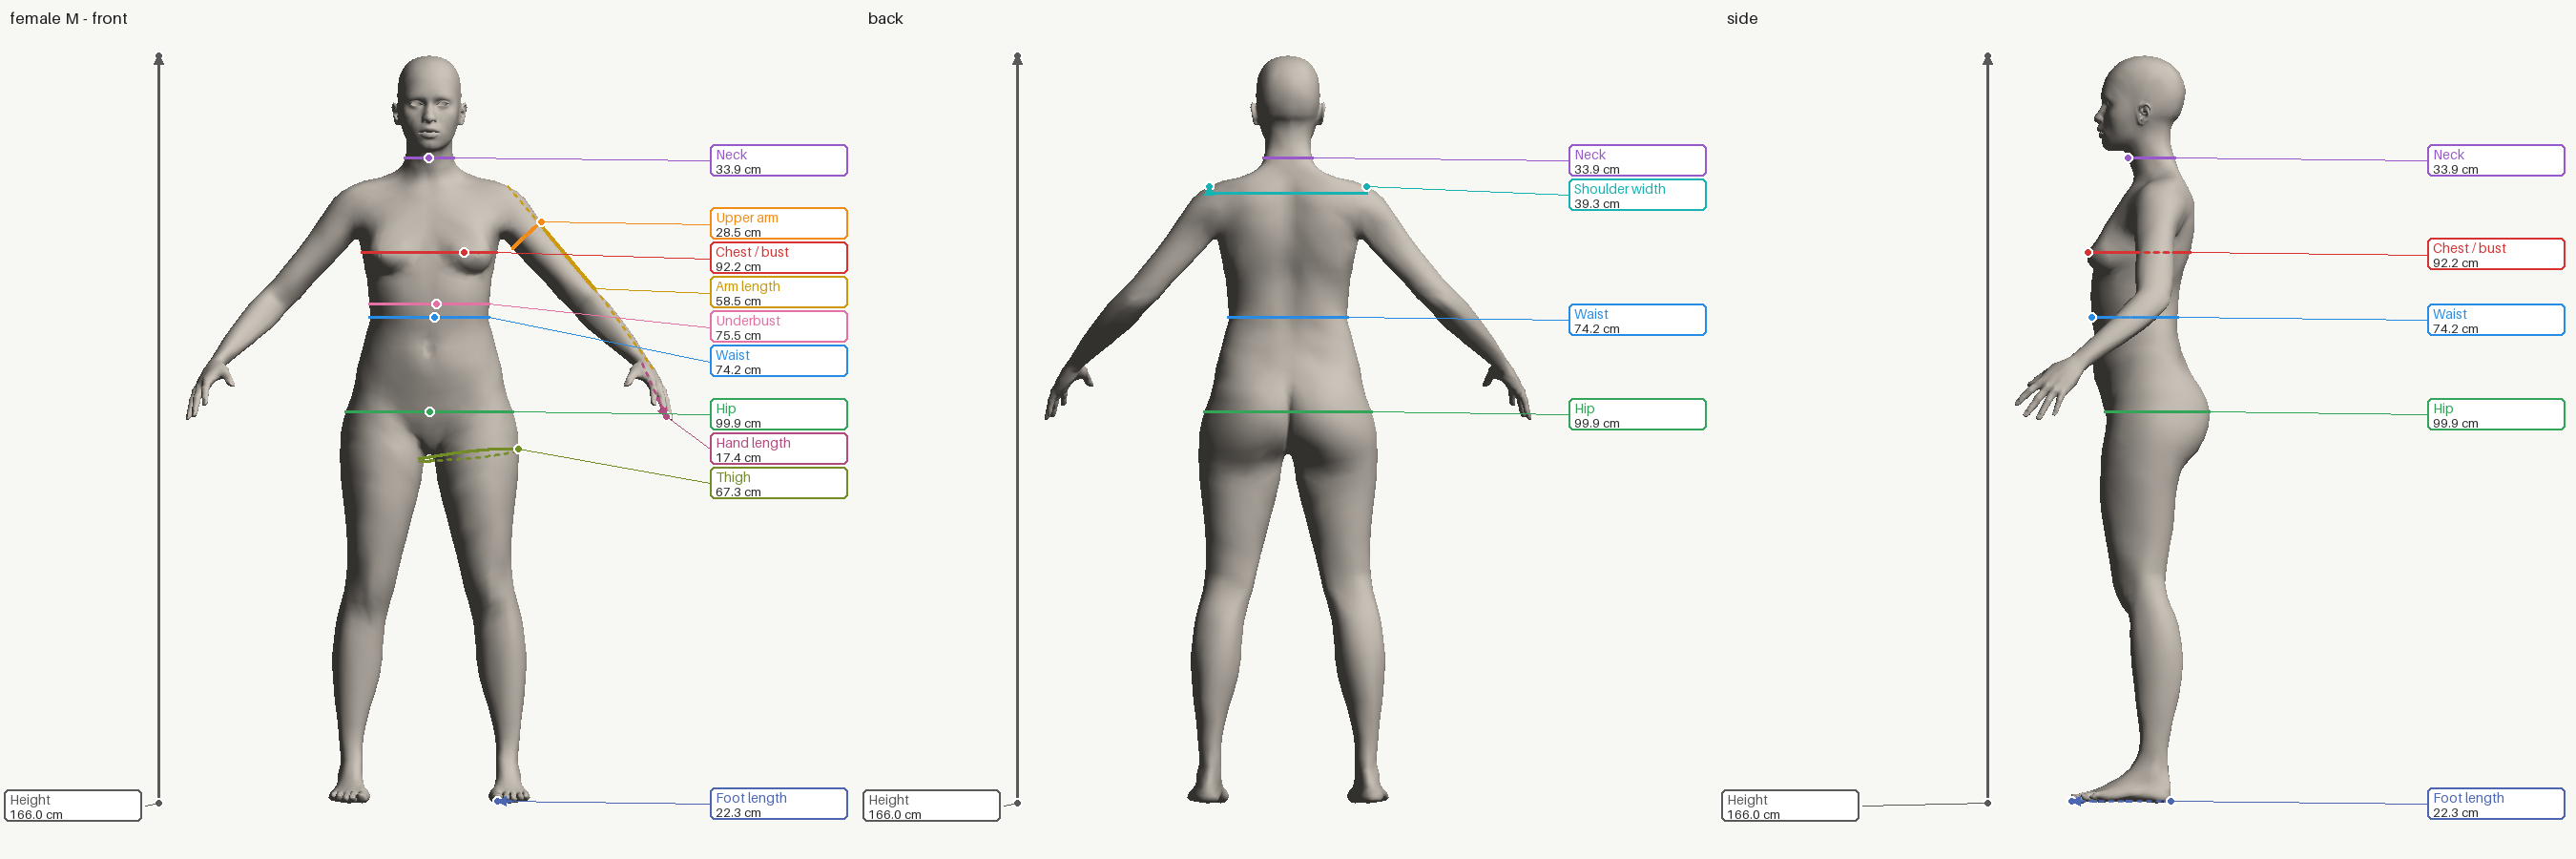 female M - front
Neck
33.9 cm
Upper arm
28.5 cm
Chest / bust
92.2 cm
Arm length
58.5 cm
Underbust
75.5 cm
Waist
74.2 cm
Hip
99.9 cm
Hand length
17.4 cm
Thigh
67.3 cm
Height
166.0 cm
Foot length
22.3 cm
back
Neck
33.9 cm
Shoulder width
39.3 cm
Waist
74.2 cm
Hip
99.9 cm
Height
166.0 cm
side
Neck
33.9 cm
Chest / bust
92.2 cm
Waist
74.2 cm
Hip
99.9 cm
Height
166.0 cm
Foot length
22.3 cm